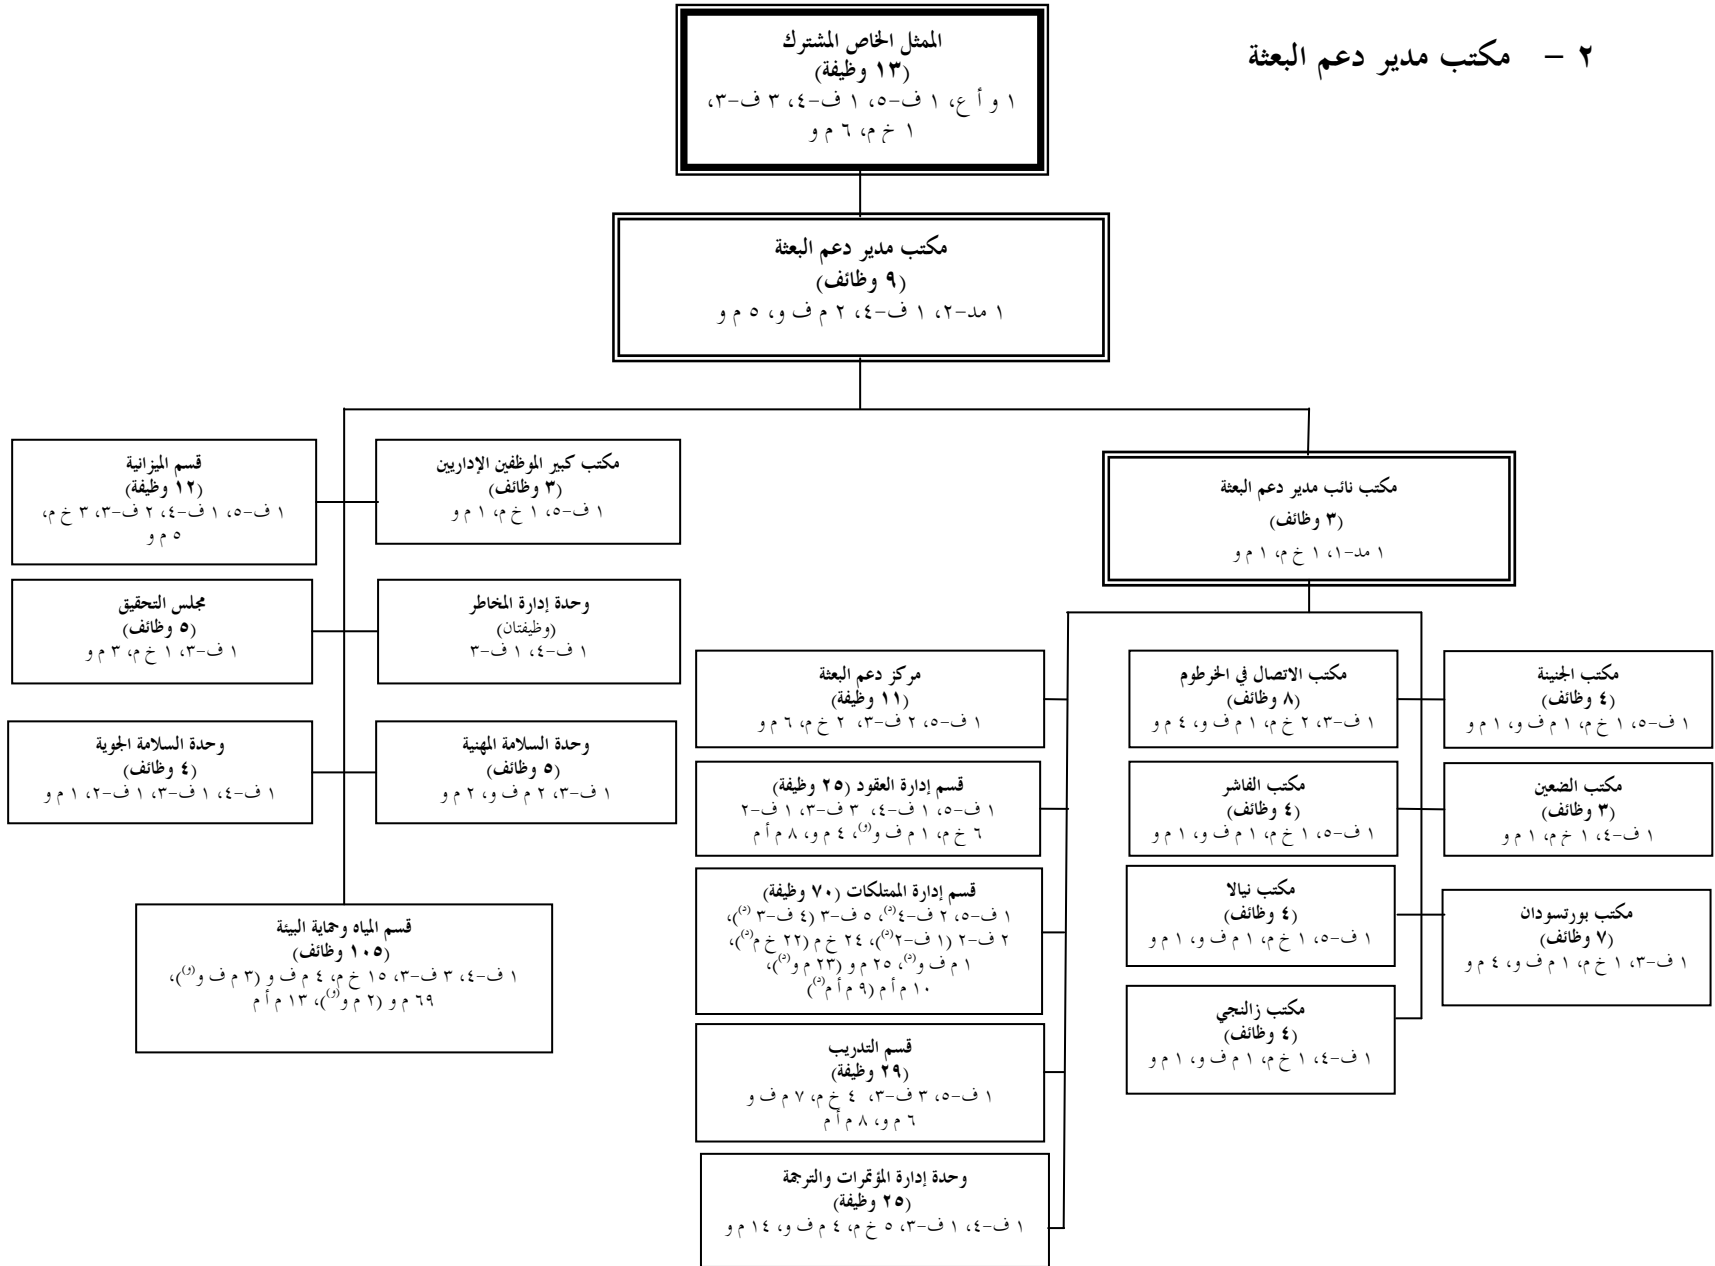 ٢ – مكتب مدير دعم البعثة
الممثل الخاص المشترك
(١٣ وظيفة)
١ و أ ع، ١ ف-٥، ١ ف-٤، ٣ ف-٣،
١ خ م، ٦ م و
مكتب مدير دعم البعثة
(٩ وظائف)
١ مد-٢، ١ ف-٤، ٢ م ف و، ٥ م و
مكتب كبير الموظفين الإداريين
(٣ وظائف)
١ ف-٥، ١ خ م، ١ م و
قسم الميزانية
(١٢ وظيفة)
١ ف-٥، ١ ف-٤، ٢ ف-٣، ٣ خ م،
٥ م و
وحدة إدارة المخاطر
(وظيفتان)
١ ف-٤، ١ ف-٣
مجلس التحقيق
(٥ وظائف)
١ ف-٣، ١ خ م، ٣ م و
وحدة السلامة المهنية
(٥ وظائف)
١ ف-٣، ٢ م ف و، ٢ م و
وحدة السلامة الجوية
(٤ وظائف)
١ ف-٤، ١ ف-٣، ١ ف-٢، ١ م و
قسم المياه وحماية البيئة
(١٠٥ وظائف)
١ ف-٤، ٣ ف-٣، ١٥ خ م، ٤ م ف و (٣ م ف و(و))،
٦٩ م و (٢ م و(و))، ١٣ م أ م
مكتب نائب مدير دعم البعثة
(٣ وظائف)
١ مد-١، ١ خ م، ١ م و
مكتب الجنينة
(٤ وظائف)
١ ف-٥، ١ خ م، ١ م ف و، ١ م و
مكتب الاتصال في الخرطوم
(٨ وظائف)
١ ف-٣، ٢ خ م، ١ م ف و، ٤ م و
مكتب الضعين
(٣ وظائف)
١ ف-٤، ١ خ م، ١ م و
مكتب الفاشر
(٤ وظائف)
١ ف-٥، ١ خ م، ١ م ف و، ١ م و
مكتب بورتسودان
(٧ وظائف)
١ ف-٣، ١ خ م، ١ م ف و، ٤ م و
مكتب نيالا
(٤ وظائف)
١ ف-٥، ١ خ م، ١ م ف و، ١ م و
مكتب زالنجي
(٤ وظائف)
١ ف-٤، ١ خ م، ١ م ف و، ١ م و
مركز دعم البعثة
(١١ وظيفة)
١ ف-٥، ٢ ف-٣، ٢ خ م، ٦ م و
قسم إدارة العقود (٢٥ وظيفة)
١ ف-٥، ١ ف-٤، ٣ ف-٣، ١ ف-٢
٦ خ م، ١ م ف و(و)، ٤ م و، ٨ م أ م
قسم إدارة الممتلكات (٧٠ وظيفة)
١ ف-٥، ٢ ف-٤(د)، ٥ ف-٣ (٤ ف-٣ (د))،
٢ ف-٢ (١ ف-٢(د))، ٢٤ خ م (٢٢ خ م(د))،
١ م ف و(د)، ٢٥ م و (٢٣ م و(د))،
١٠ م أ م (٩ م أ م(د))
قسم التدريب
(٢٩ وظيفة)
١ ف-٥، ٣ ف-٣، ٤ خ م، ٧ م ف و
٦ م و، ٨ م أ م
وحدة إدارة المؤتمرات والترجمة
(٢٥ وظيفة)
١ ف-٤، ١ ف-٣، ٥ خ م، ٤ م ف و، ١٤ م و